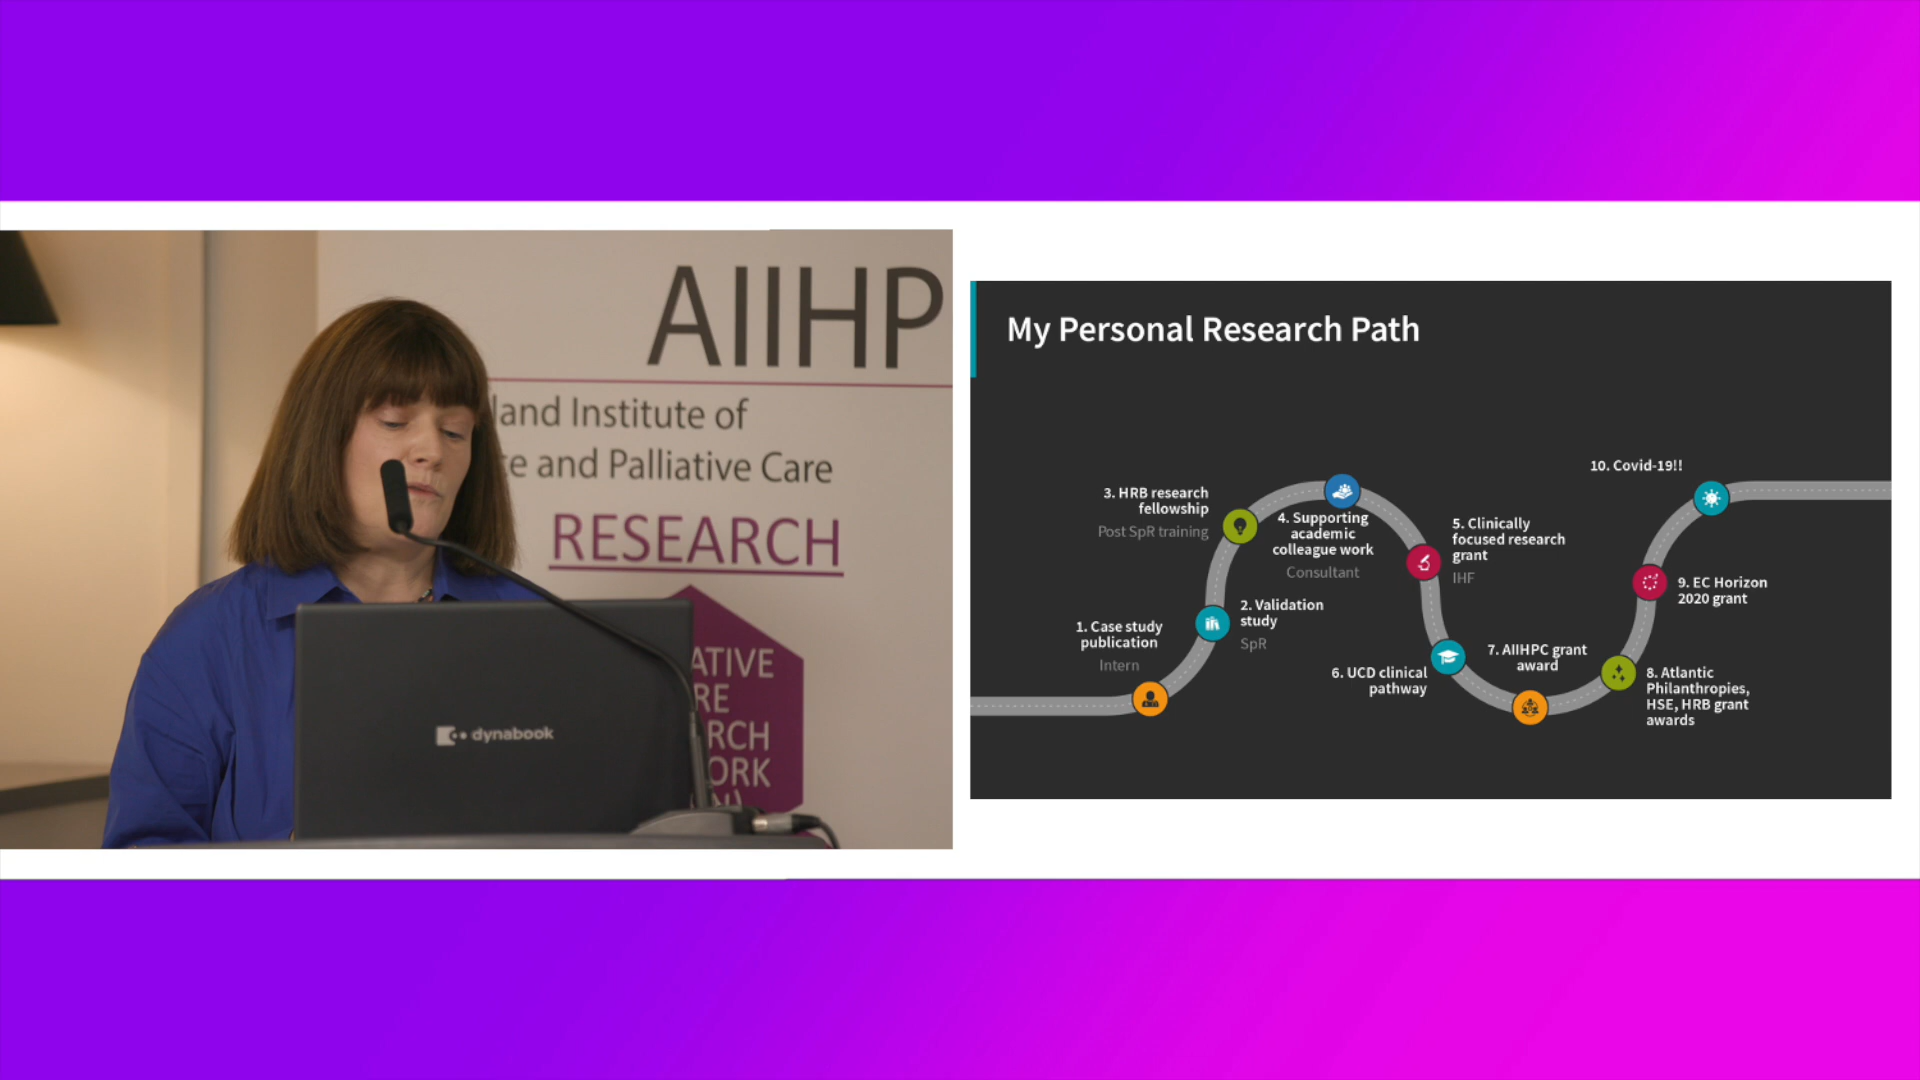 AIIHP
land Institute of
e and Palliative Care
RESEARCH
ATIVE
RE
RCH
ORK
dynabook
My Personal Research Path
1. Case study
publication
Intern
2. Validation
study
SpR
3. HRB research
fellowship
Post SpR training
4. Supporting
academic
colleague work
Consultant
5. Clinically
focused research
grant
IHF
6. UCD clinical
pathway
7. AIIHPC grant
award
8. Atlantic
Philanthropies,
HSE, HRB grant
awards
9. EC Horizon
2020 grant
10. Covid-19!!